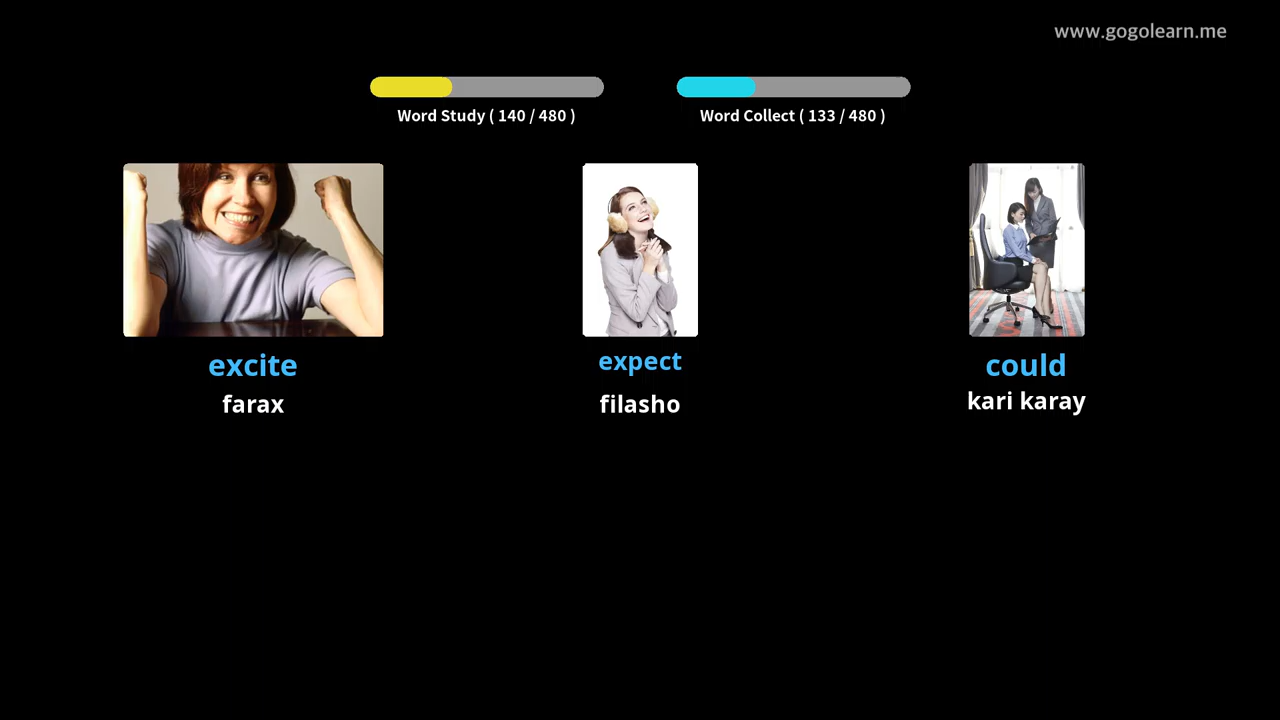 www.gogolearn.me
Word Study ( 140 / 480 )
Word Collect ( 133 / 480 )
excite
farax
expect
filasho
could
kari karay